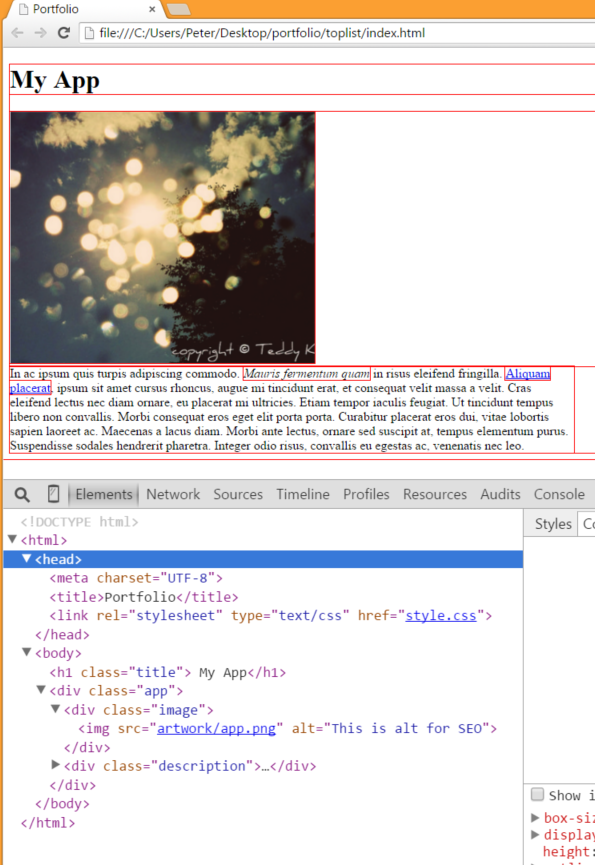 Portfolio
file:///C:/Users/Peter/Desktop/portfolio/toplist/index.html
My App
copyright © Teddy K
In ac ipsum quis turpis adipiscing commodo. Mauris fermentum quam in risus eleifend fringilla. Aliquam
placerat, ipsum sit amet cursus rhoncus, augue mi tincidunt erat, et consequat velit massa a velit. Cras
eleifend lectus nec diam ornare, eu placerat mi ultricies. Etiam tempor iaculis feugiat. Ut tincidunt tempus
libero non convallis. Morbi consequat eros eget elit porta porta. Curabitur placerat eros dui, vitae lobortis
sapien laoreet ac. Maecenas a lacus diam. Morbi ante lectus, ornare sed suscipit at, tempus elementum purus.
Suspendisse sodales hendrerit pharetra. Integer odio risus, convallis eu egestas ac, venenatis nec leo.
Elements Network Sources Timeline Profiles Resources Audits Console
<!DOCTYPE html>
Styles Co
<html>
<head>
<meta charset="UTF-8">
<title>Portfolio</title>
<link rel="stylesheet" type="text/css" href="style.css">
</head>
<body>
<h1 class="title"> My App</h1>
<div class="app">
<div class="image">
<img src="artwork/app.png" alt="This is alt for SEO">
</div>
<div class="description">…</div>
</div>
</body>
</html>
Show i
box-siz
display
height: